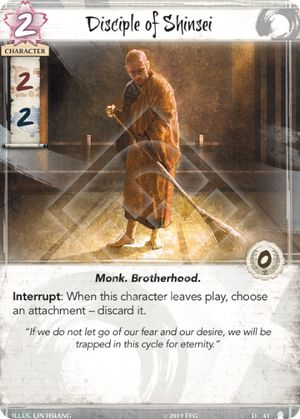 2
Disciple of Shinsei
CHARACTER
2
2
0
Monk. Brotherhood.
Interrupt: When this character leaves play, choose
an attachment – discard it.
"If we do not let go of our fear and our desire, we will be
trapped in this cycle for eternity."
ILLUS. LIN HSIANG
© 2019 FFG
D 41